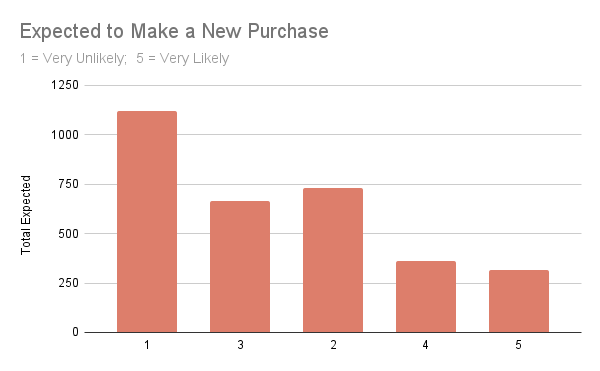 Expected to Make a New Purchase
1 = Very Unlikely;  5 = Very Likely
1250
1000
750
500
250
0
Total Expected
1 3 2 4 5